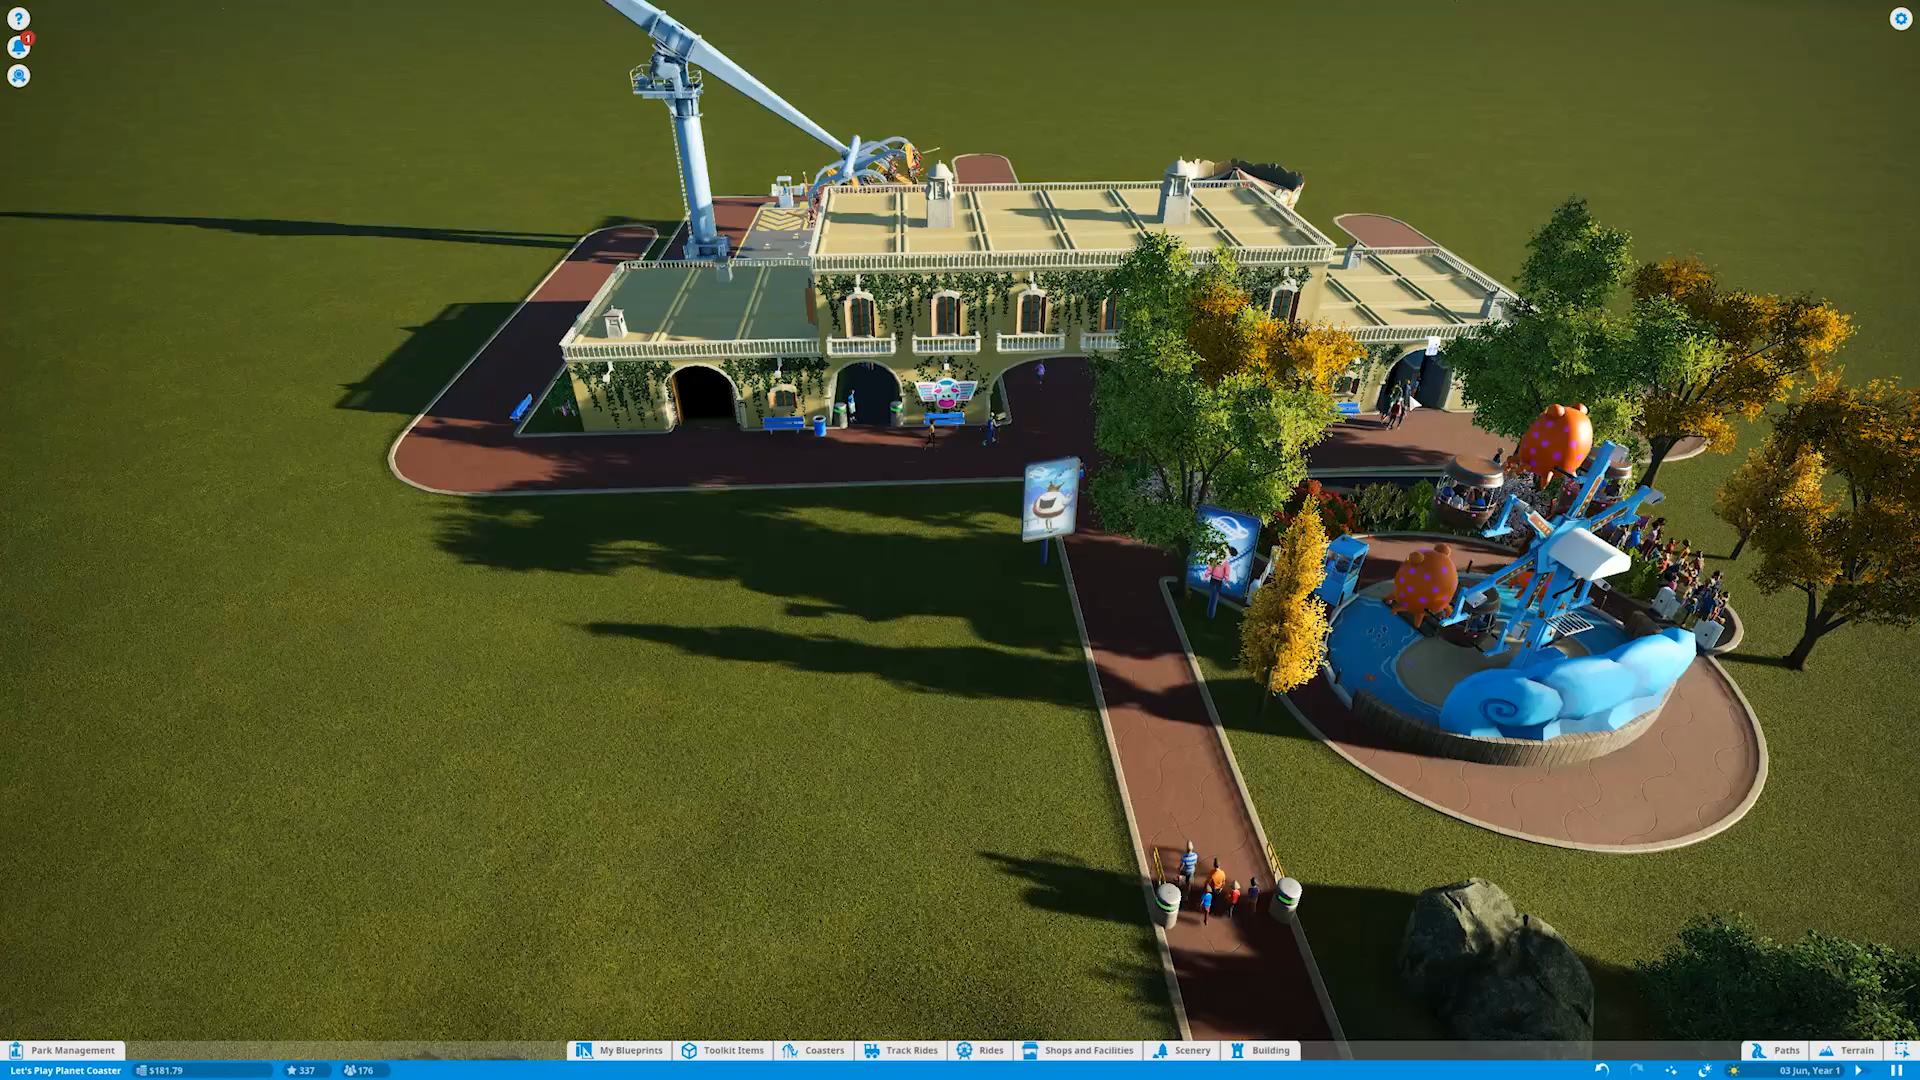 ?
1
Park Management
My Blueprints
Toolkit Items
Coasters
Track Rides
Rides
Shops and Facilities
Scenery
Building
Paths
Terrain
Let's Play Planet Coaster
$181.79
337
176
03 Jun, Year 1